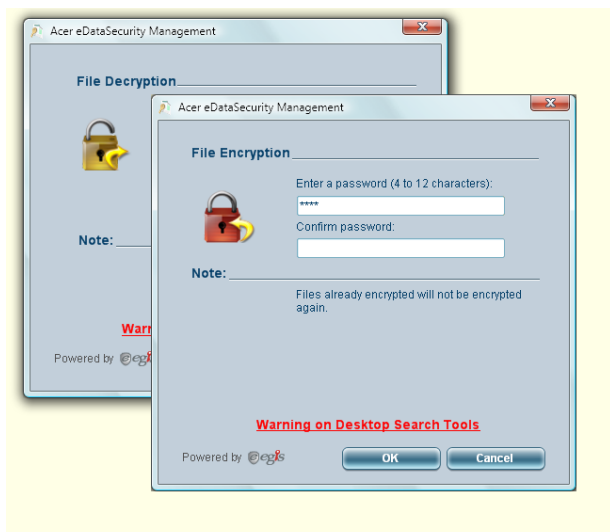 Acer eDataSecurity Management
File Decryption
Note:
Warn
Powered by egi
Acer eDataSecurity Management
File Encryption
Enter a password (4 to 12 characters):
****
Confirm password:
Note:
Files already encrypted will not be encrypted
again.
Warning on Desktop Search Tools
Powered by egis
OK
Cancel